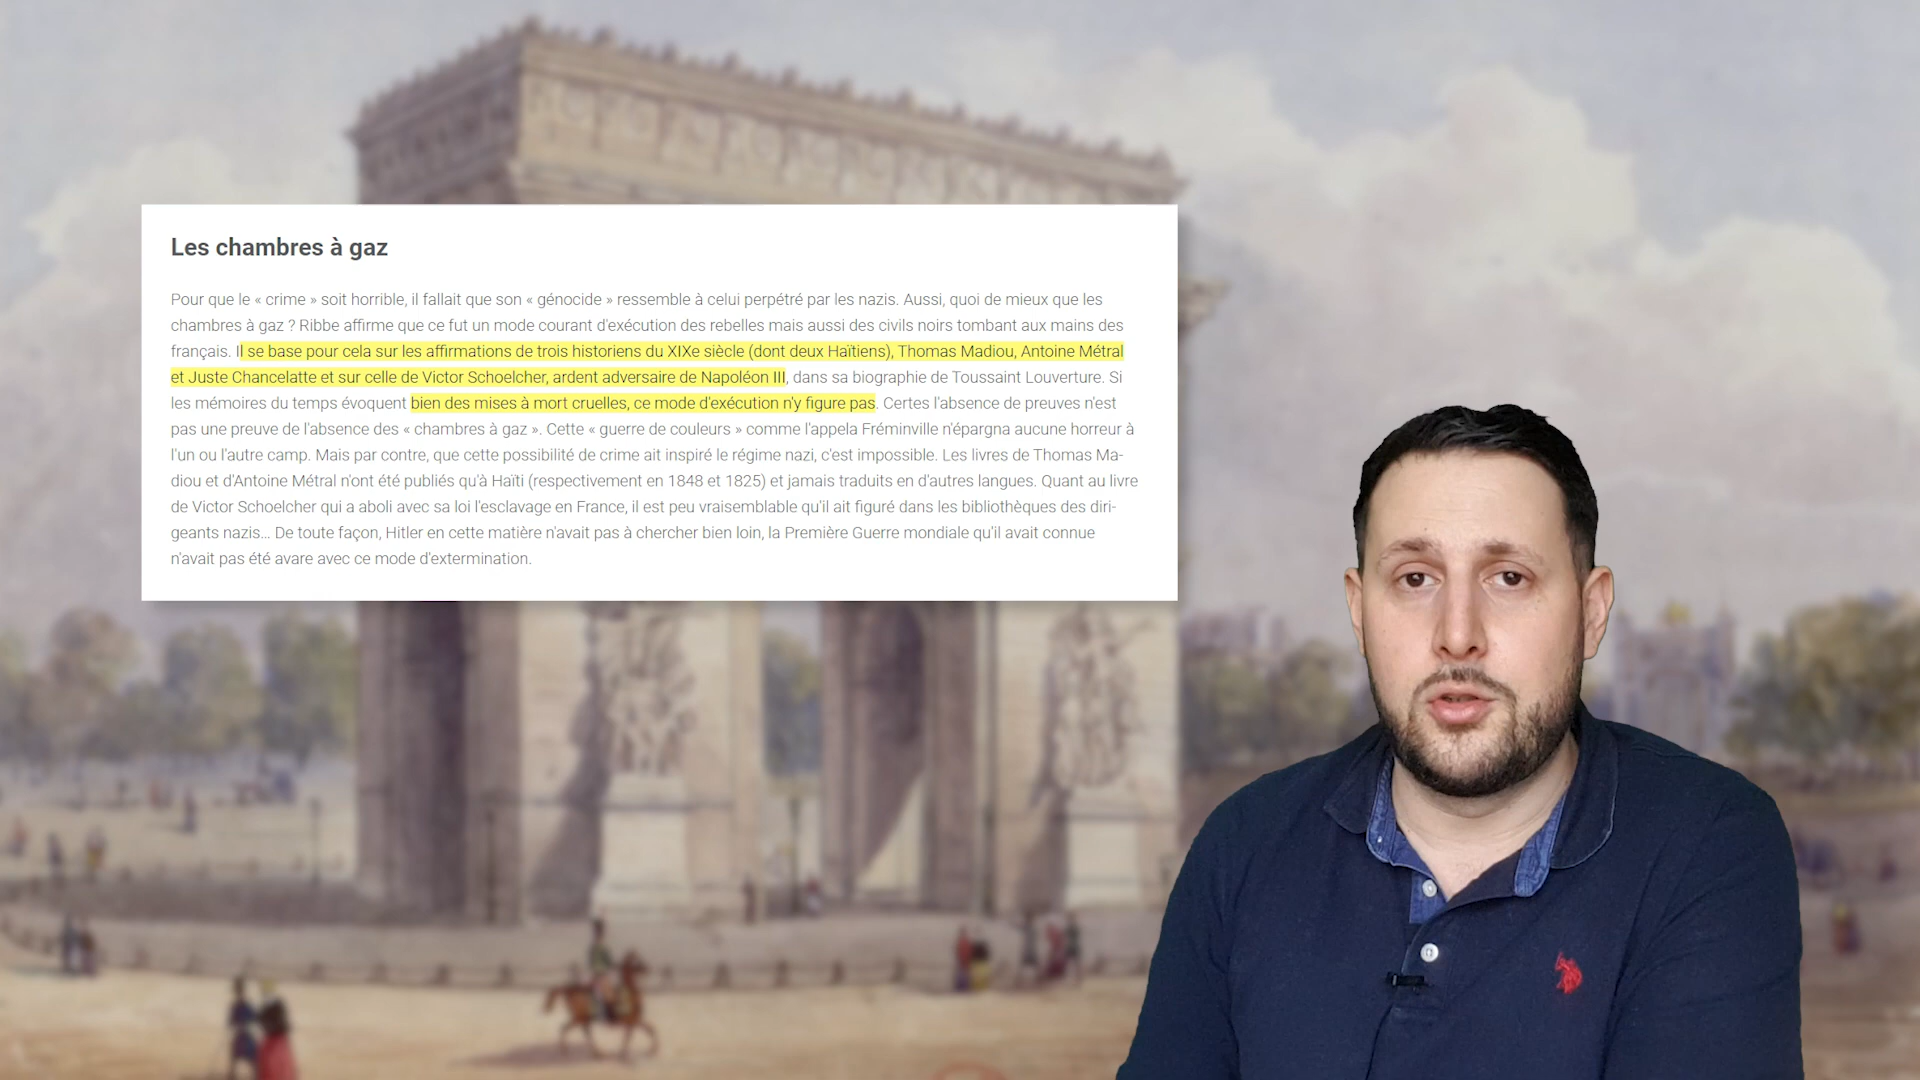 Les chambres à gaz
Pour que le « crime » soit horrible, il fallait que son « génocide » ressemble à celui perpétré par les nazis. Aussi, quoi de mieux que les
chambres à gaz ? Ribbe affirme que ce fut un mode courant d'exécution des rebelles mais aussi des civils noirs tombant aux mains des
français. Il se base pour cela sur les affirmations de trois historiens du XIXe siècle (dont deux Haïtiens), Thomas Madiou, Antoine Métral
et Juste Chancelatte et sur celle de Victor Schoelcher, ardent adversaire de Napoléon III, dans sa biographie de Toussaint Louverture. Si
les mémoires du temps évoquent bien des mises à mort cruelles, ce mode d'exécution n'y figure pas. Certes l'absence de preuves n'est
pas une preuve de l'absence des « chambres à gaz ». Cette « guerre de couleurs » comme l'appela Fréminville n'épargna aucune horreur à
l'un ou l'autre camp. Mais par contre, que cette possibilité de crime ait inspiré le régime nazi, c'est impossible. Les livres de Thomas Ma-
diou et d'Antoine Métral n'ont été publiés qu'à Haïti (respectivement en 1848 et 1825) et jamais traduits en d'autres langues. Quant au livre
de Victor Schoelcher qui a aboli avec sa loi l'esclavage en France, il est peu vraisemblable qu'il ait figuré dans les bibliothèques des diri-
geants nazis... De toute façon, Hitler en cette matière n'avait pas à chercher bien loin, la Première Guerre mondiale qu'il avait connue
n'avait pas été avare avec ce mode d'extermination.